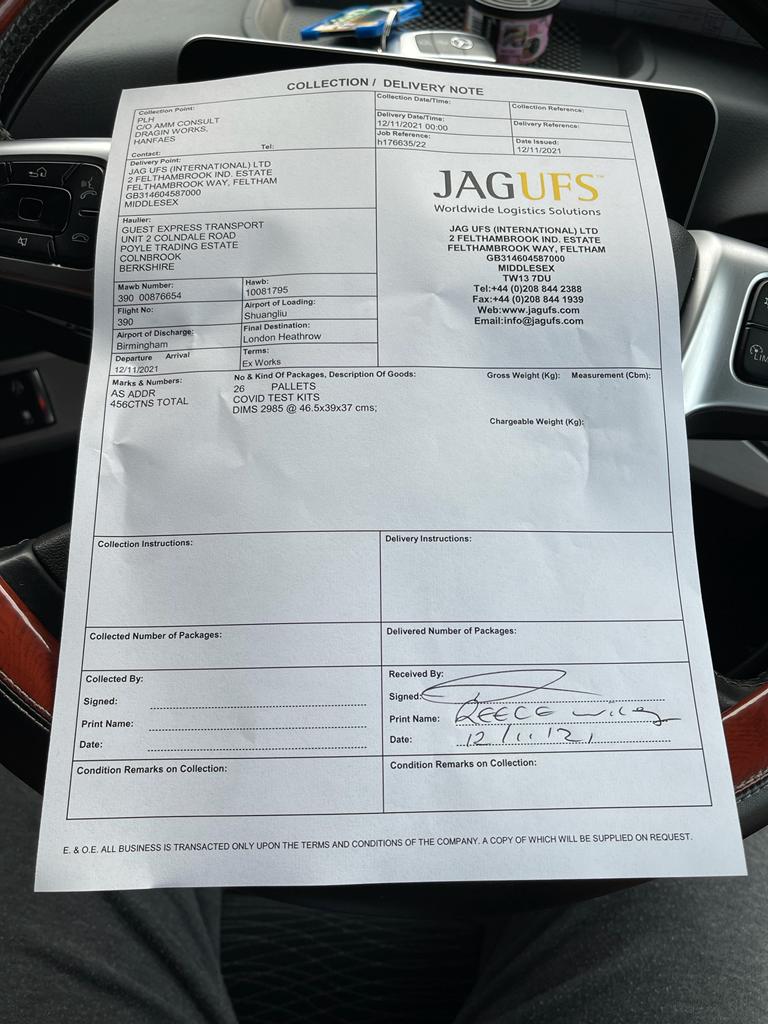 COLLECTION / DELIVERY NOTE
Collection Point:
PLH
C/O AMM CONSULT
DRAGIN WORKS,
HANFAES
Tel:
Contact:
Collection Date/Time:
Collection Reference:
Delivery Date/Time:
12/11/2021 00:00
Delivery Reference:
Job Reference:
h176635/22
Date Issued:
12/11/2021
Delivery Point:
JAG UFS (INTERNATIONAL) LTD
2 FELTHAMBROOK IND. ESTATE
FELTHAMBROOK WAY, FELTHAM
GB314604587000
MIDDLESEX
Haulier:
GUEST EXPRESS TRANSPORT
UNIT 2 COLNDALE ROAD
POYLE TRADING ESTATE
COLNBROOK
BERKSHIRE
JAGUFS™
Worldwide Logistics Solutions
JAG UFS (INTERNATIONAL) LTD
2 FELTHAMBROOK IND. ESTATE
FELTHAMBROOK WAY, FELTHAM
GB314604587000
MIDDLESEX
TW13 7DU
Tel:+44 (0)208 844 2388
Fax:+44 (0)208 844 1939
Web:www.jagufs.com
Email:info@jagufs.com
Mawb Number:
390 00876654
Hawb:
10081795
Flight No:
390
Airport of Loading:
Shuangliu
Airport of Discharge:
Birmingham
Final Destination:
London Heathrow
Departure Arrival
12/11/2021
Terms:
Ex Works
Marks & Numbers:
AS ADDR
456CTNS TOTAL
No & Kind Of Packages, Description Of Goods:
26 PALLETS
COVID TEST KITS
DIMS 2985 @ 46.5x39x37 cms;
Gross Weight (Kg): Measurement (Cbm):
Chargeable Weight (Kg):
Collection Instructions:
Delivery Instructions:
Collected Number of Packages:
Delivered Number of Packages:
Collected By:
Signed:
Print Name:
Date:
Received By:
Signed:
Print Name: REECE
Date: 12/11/21
Condition Remarks on Collection:
Condition Remarks on Collection:
E. & O.E. ALL BUSINESS IS TRANSACTED ONLY UPON THE TERMS AND CONDITIONS OF THE COMPANY. A COPY OF WHICH WILL BE SUPPLIED ON REQUEST.
LIM